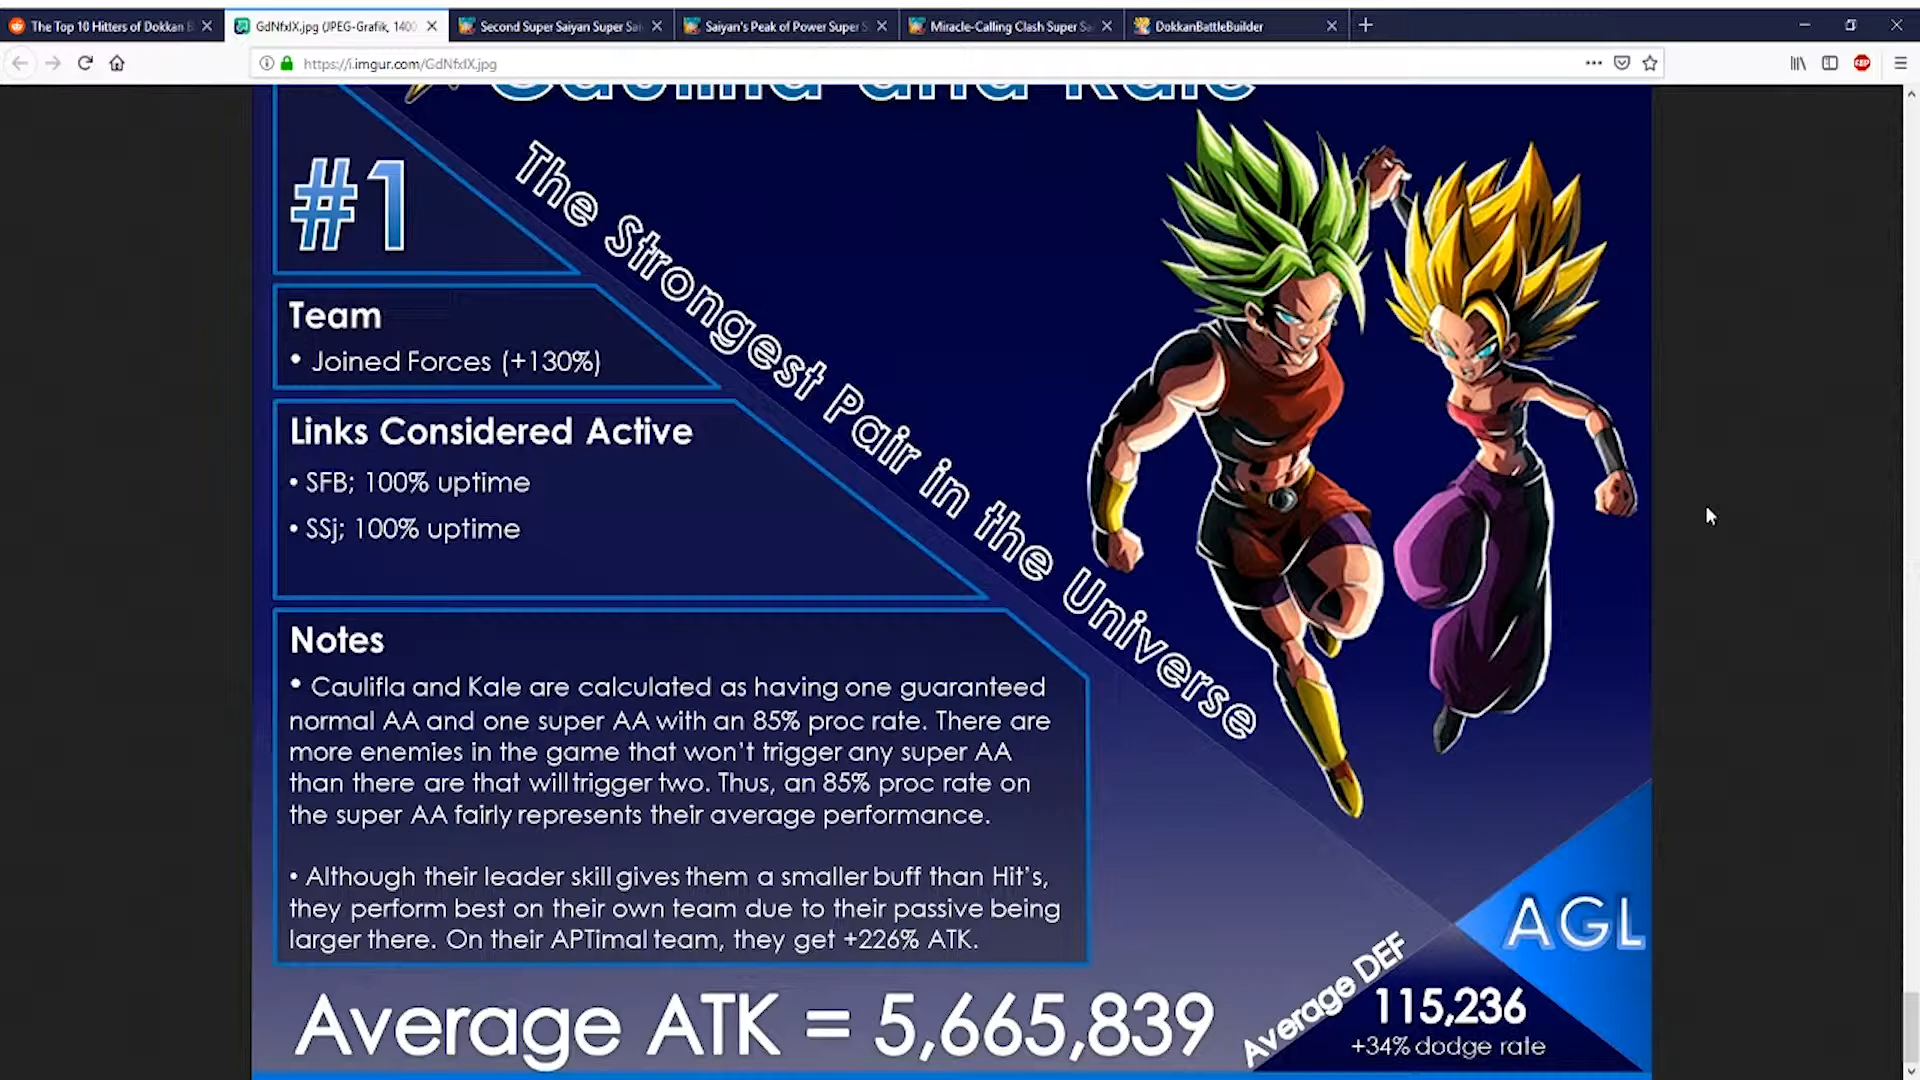 The Top 10 Hitters of Dokkan B
GdNfxIX.jpg (JPEG-Grafik, 1400
Second Super Saiyan Super Sai
Saiyan's Peak of Power Super S
Miracle-Calling Clash Super Sa
DokkanBattleBuilder
https://i.imgur.com/GdNfxIX.jpg
Caulifla and Kale
#1
The Strongest Pair in the Universe
Team
• Joined Forces (+130%)
Links Considered Active
• SFB; 100% uptime
• SSj; 100% uptime
Notes
• Caulifla and Kale are calculated as having one guaranteed
normal AA and one super AA with an 85% proc rate. There are
more enemies in the game that won't trigger any super AA
than there are that will trigger two. Thus, an 85% proc rate on
the super AA fairly represents their average performance.
• Although their leader skill gives them a smaller buff than Hit's,
they perform best on their own team due to their passive being
larger there. On their APTimal team, they get +226% ATK.
AGL
Average ATK = 5,665,839
Average DEF
115,236
+34% dodge rate